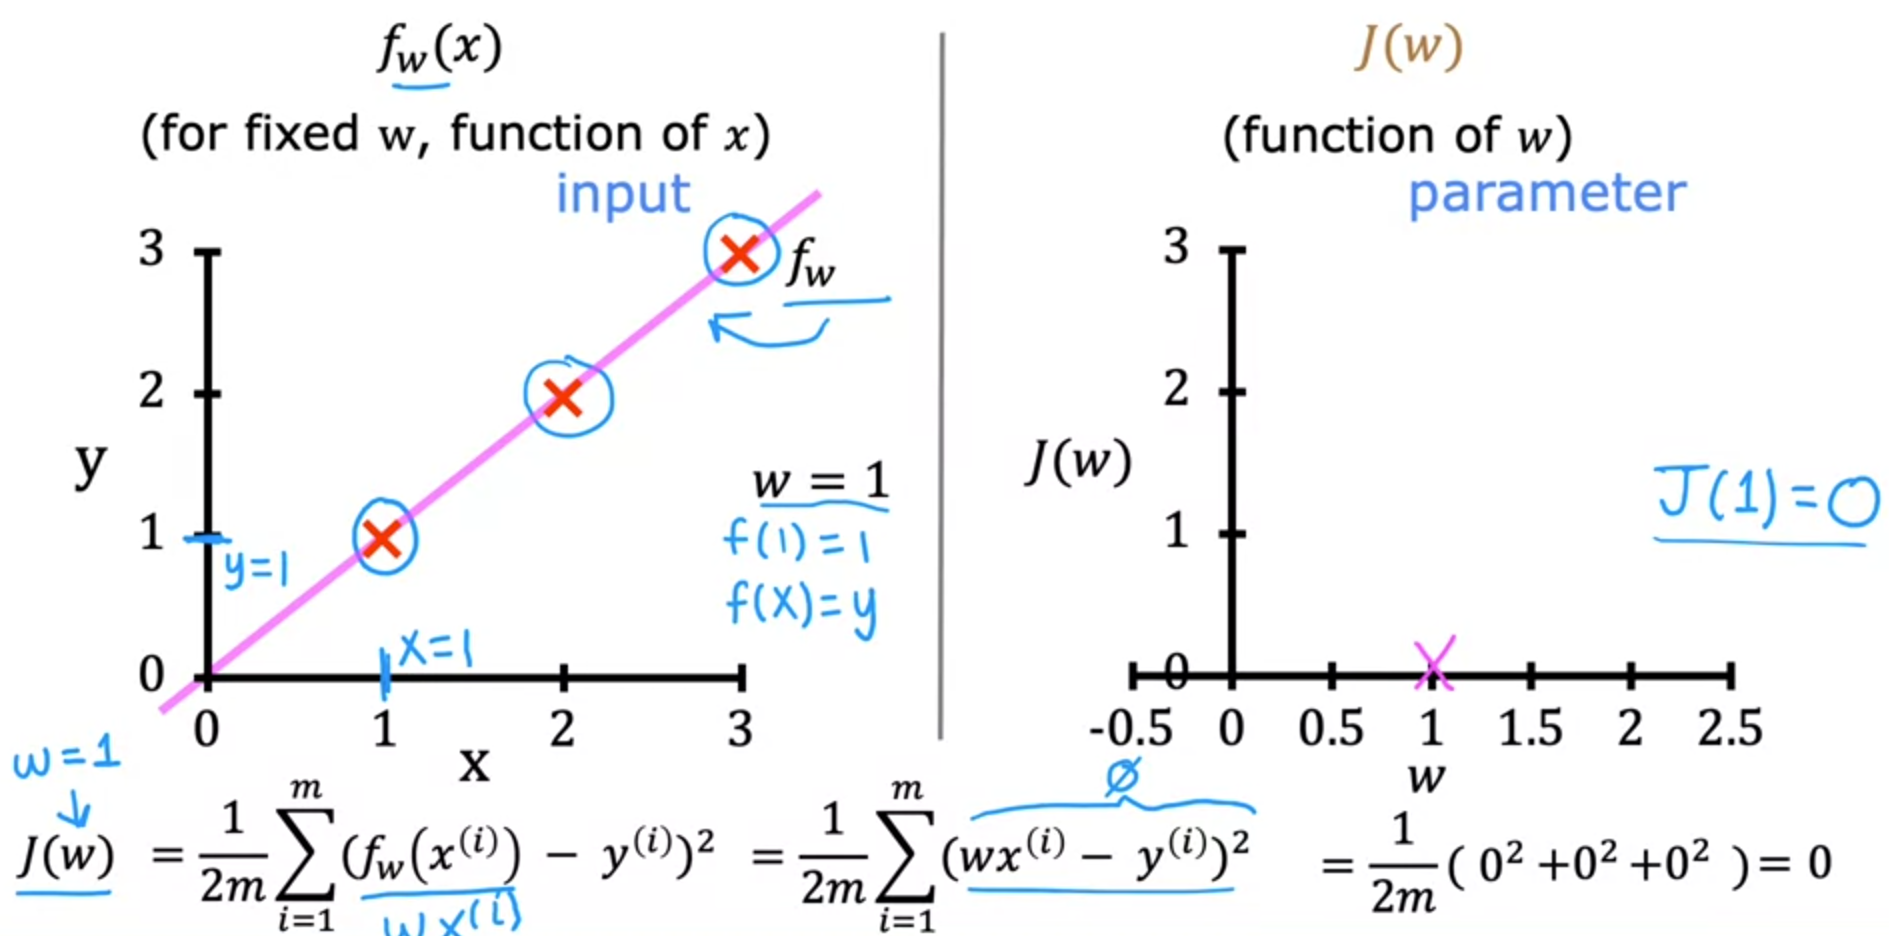 f_w(x)
(for fixed w, function of x)
input
3
f_w
2
y
w = 1
f(1) = 1
1
y=1
f(x)=y
x=1
0
0 1 2 3
x
J(w)
(function of w)
parameter
3
2
J(w)
J(1)=0
1
0
-0.5 0 0.5 1 1.5 2 2.5
w
w=1
↓
∅
J(w) = \frac{1}{2m} \sum_{i=1}^{m} (f_w(x^{(i)}) - y^{(i)})^2 = \frac{1}{2m} \sum_{i=1}^{m} (wx^{(i)} - y^{(i)})^2 = \frac{1}{2m} ( 0^2 +0^2 +0^2 )= 0
wx^{(i)}